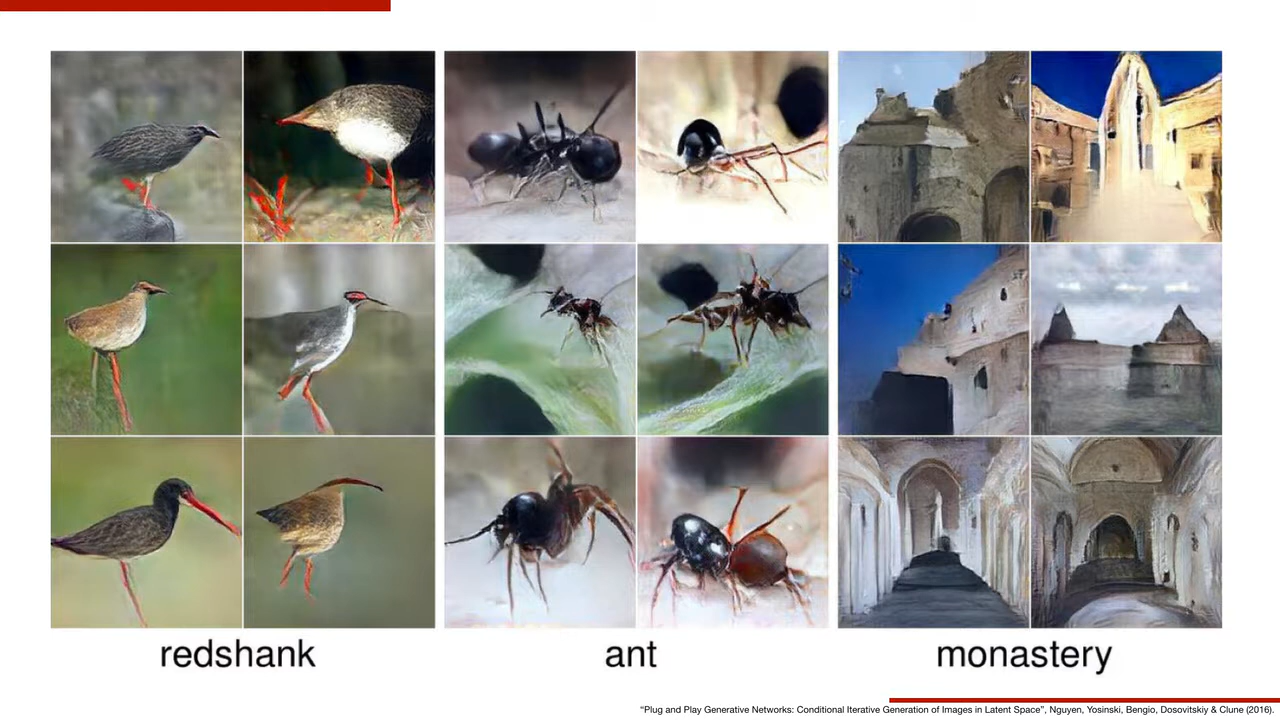 redshank
ant
monastery
“Plug and Play Generative Networks: Conditional Iterative Generation of Images in Latent Space”, Nguyen, Yosinski, Bengio, Dosovitskiy & Clune (2016).